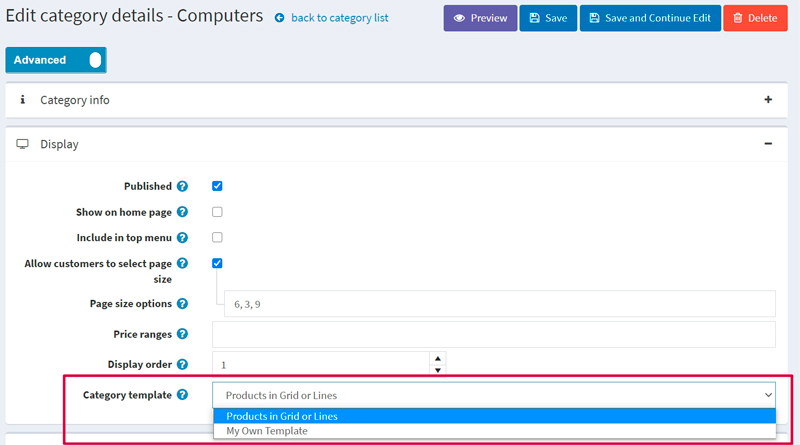 Edit category details - Computers back to category list Preview Save Save and Continue Edit Delete
Advanced
Category info
Display
Published
Show on home page
Include in top menu
Allow customers to select page
size
Page size options 6, 3, 9
Price ranges
Display order 1
Category template Products in Grid or Lines
Products in Grid or Lines
My Own Template